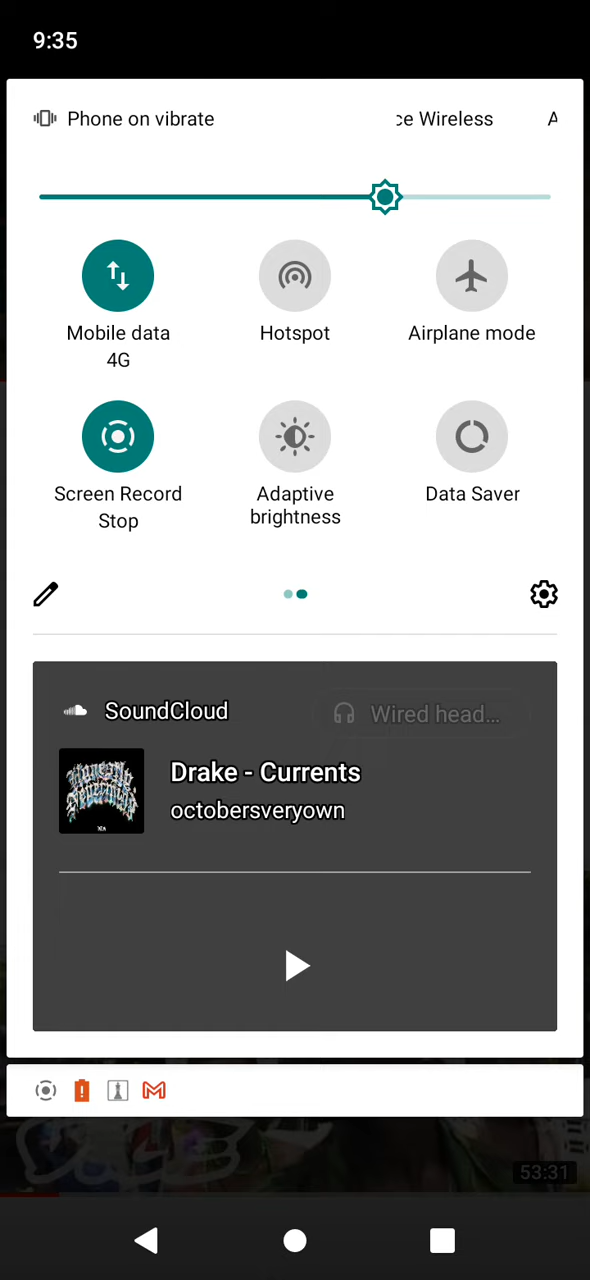 9:35
Phone on vibrate
ce Wireless
A
Mobile data
4G
Hotspot
Airplane mode
Screen Record
Stop
Adaptive
brightness
Data Saver
SoundCloud
Wired head...
Drake - Currents
octobersveryown
53:31